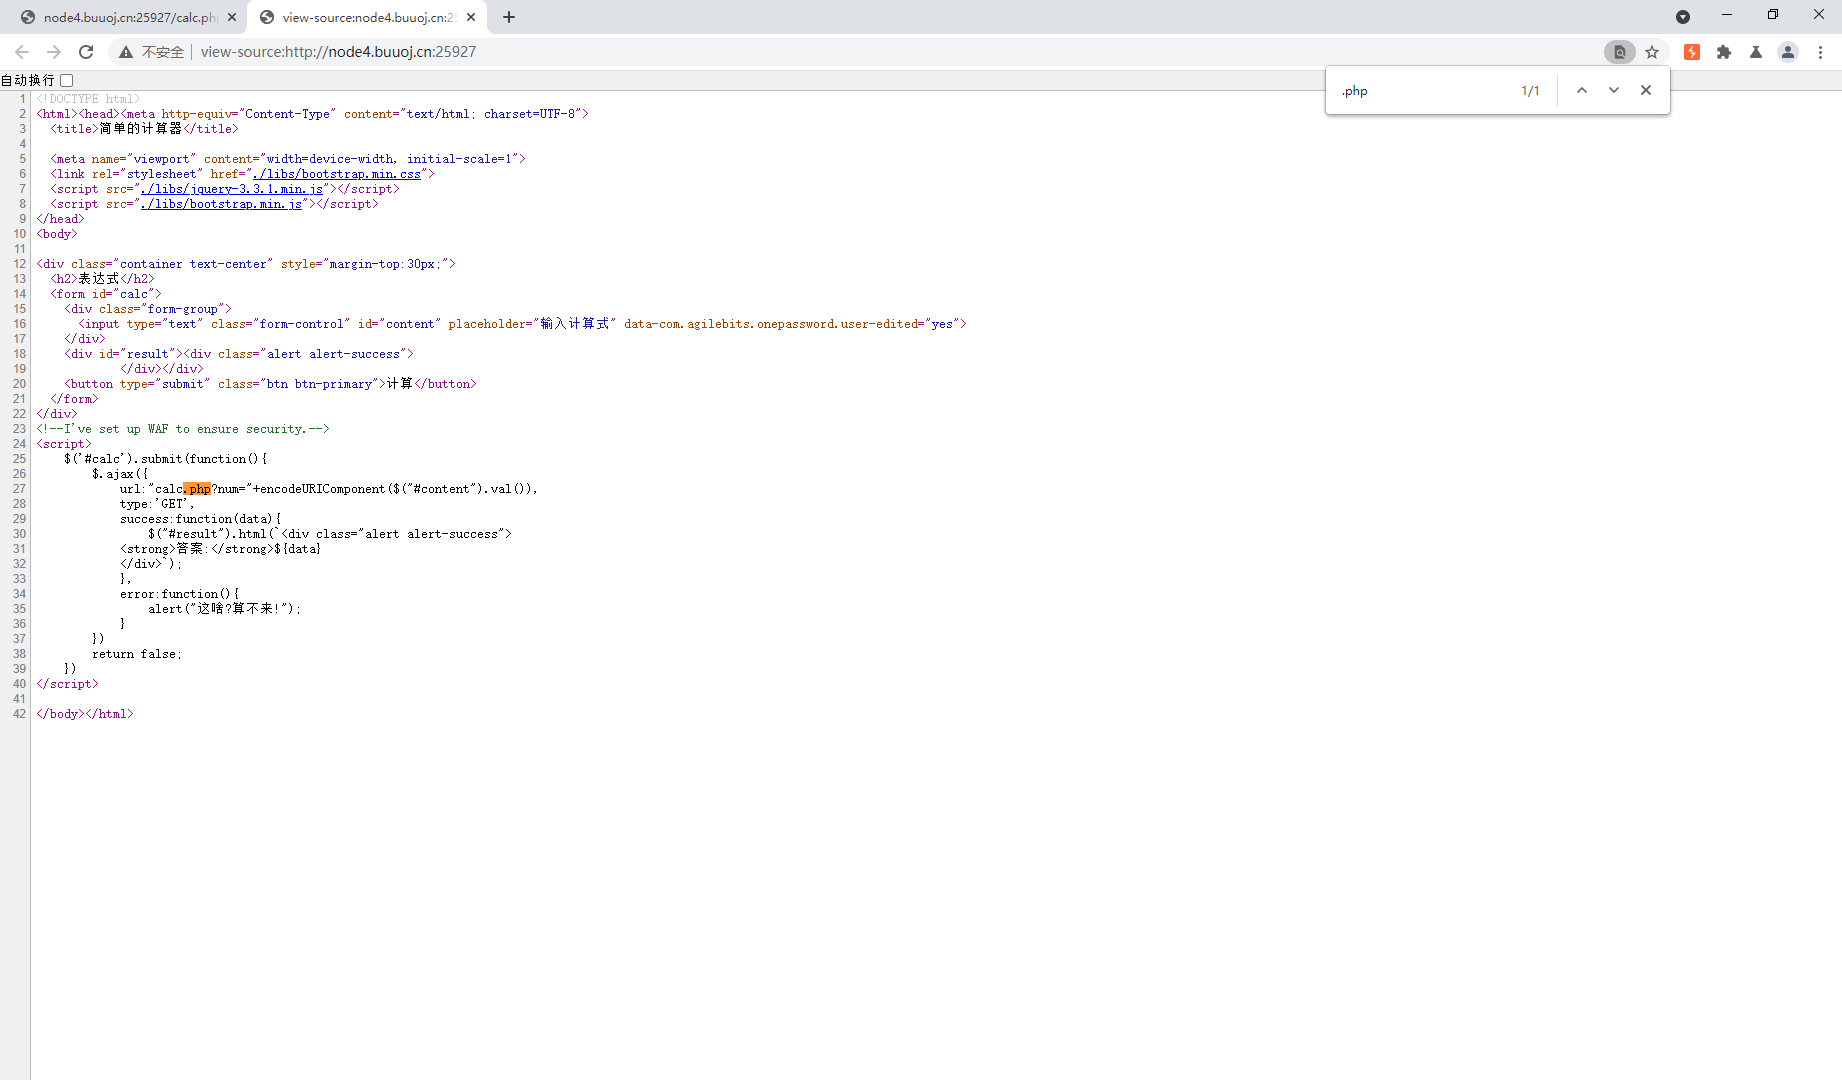 node4.buuoj.cn:25927/calc.ph
view-source:node4.buuoj.cn:25
不安全 | view-source:http://node4.buuoj.cn:25927
.php 1/1
自动换行
1 <!DOCTYPE html>
2 <html><head><meta http-equiv="Content-Type" content="text/html; charset=UTF-8">
3   <title>简单的计算器</title>
4
5   <meta name="viewport" content="width=device-width, initial-scale=1">
6   <link rel="stylesheet" href="./libs/bootstrap.min.css">
7   <script src="./libs/jquery-3.3.1.min.js"></script>
8   <script src="./libs/bootstrap.min.js"></script>
9 </head>
10 <body>
11
12 <div class="container text-center" style="margin-top:30px;">
13   <h2>表达式</h2>
14   <form id="calc">
15     <div class="form-group">
16       <input type="text" class="form-control" id="content" placeholder="输入计算式" data-com.agilebits.onepassword.user-edited="yes">
17     </div>
18     <div id="result"><div class="alert alert-success">
19             </div></div>
20     <button type="submit" class="btn btn-primary">计算</button>
21   </form>
22 </div>
23 <!--I've set up WAF to ensure security.-->
24 <script>
25     $('#calc').submit(function(){
26         $.ajax({
27             url:"calc.php?num="+encodeURIComponent($("#content").val()),
28             type:'GET',
29             success:function(data){
30                 $("#result").html(`<div class="alert alert-success">
31             <strong>答案:</strong>${data}
32             </div>`);
33             },
34             error:function(){
35                 alert("这啥?算不来!");
36             }
37         })
38         return false;
39     })
40 </script>
41
42 </body></html>